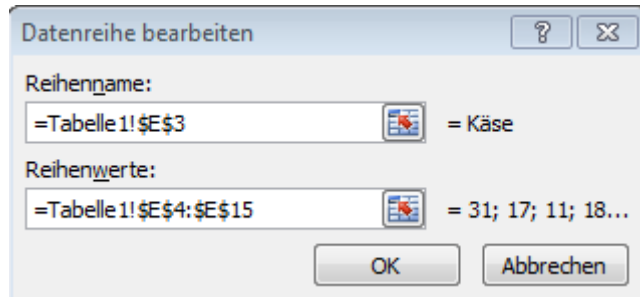 Datenreihe bearbeiten
Reihenname:
=Tabelle1!$E$3 = Käse
Reihenwerte:
=Tabelle1!$E$4:$E$15 = 31; 17; 11; 18...
OK Abbrechen